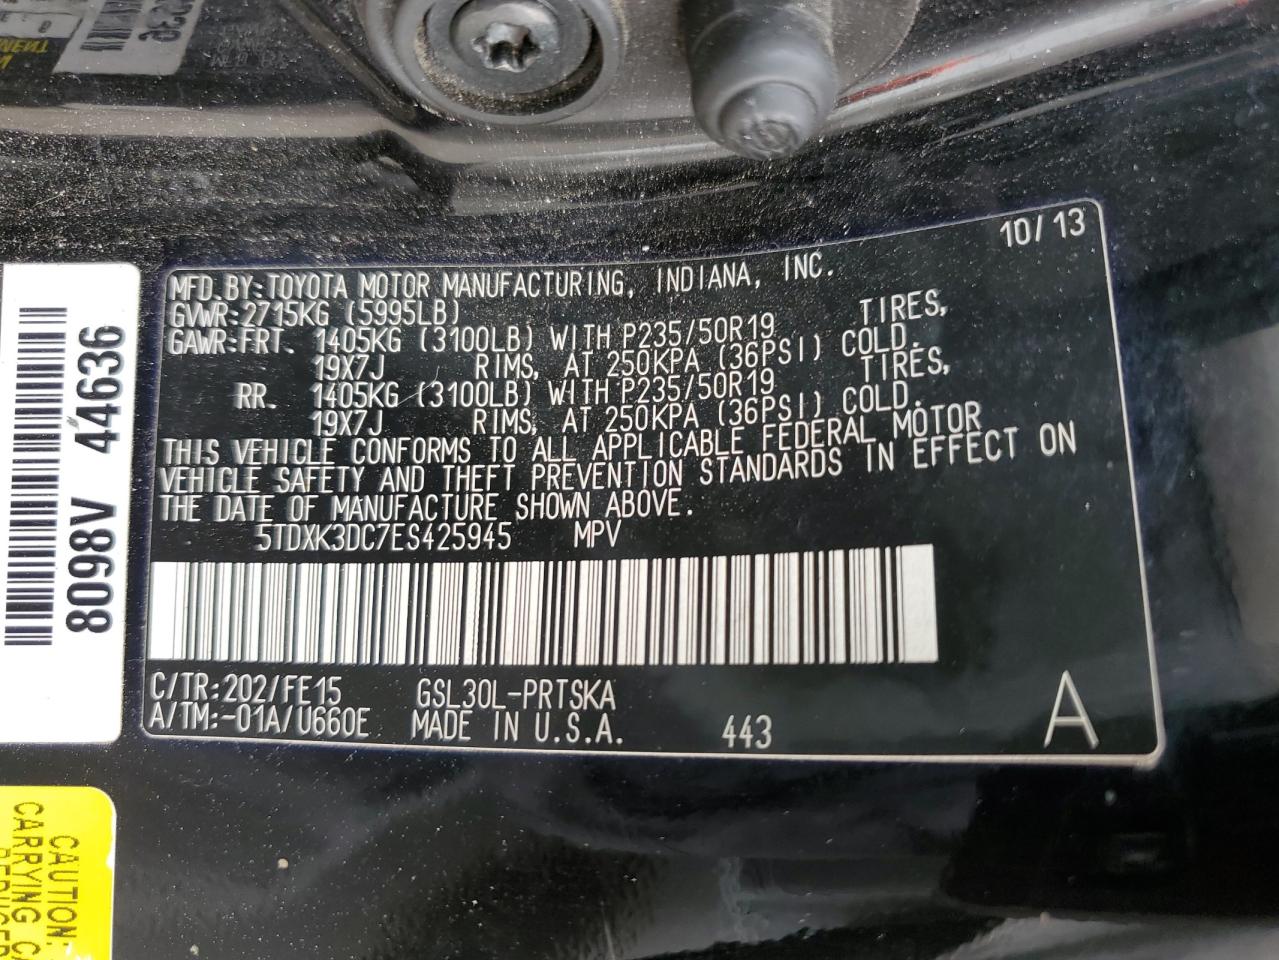 10/13
MFD.BY:TOYOTA MOTOR MANUFACTURING, INDIANA, INC.
GVWR:2715KG (5995LB)
GAWR:FRT. 1405KG (3100LB) WITH P235/50R19 TIRES,
19X7J RIMS, AT 250KPA (36PSI) COLD.
RR. 1405KG (3100LB) WITH P235/50R19 TIRES,
19X7J RIMS, AT 250KPA (36PSI) COLD.
THIS VEHICLE CONFORMS TO ALL APPLICABLE FEDERAL MOTOR
VEHICLE SAFETY AND THEFT PREVENTION STANDARDS IN EFFECT ON
THE DATE OF MANUFACTURE SHOWN ABOVE.
5TDXK3DC7ES425945 MPV
C/TR:202/FE15 GSL30L-PRTSKA
A/TM:-01A/U660E MADE IN U.S.A. 443 A
8098V 44636
CAUTION:
CARRYING